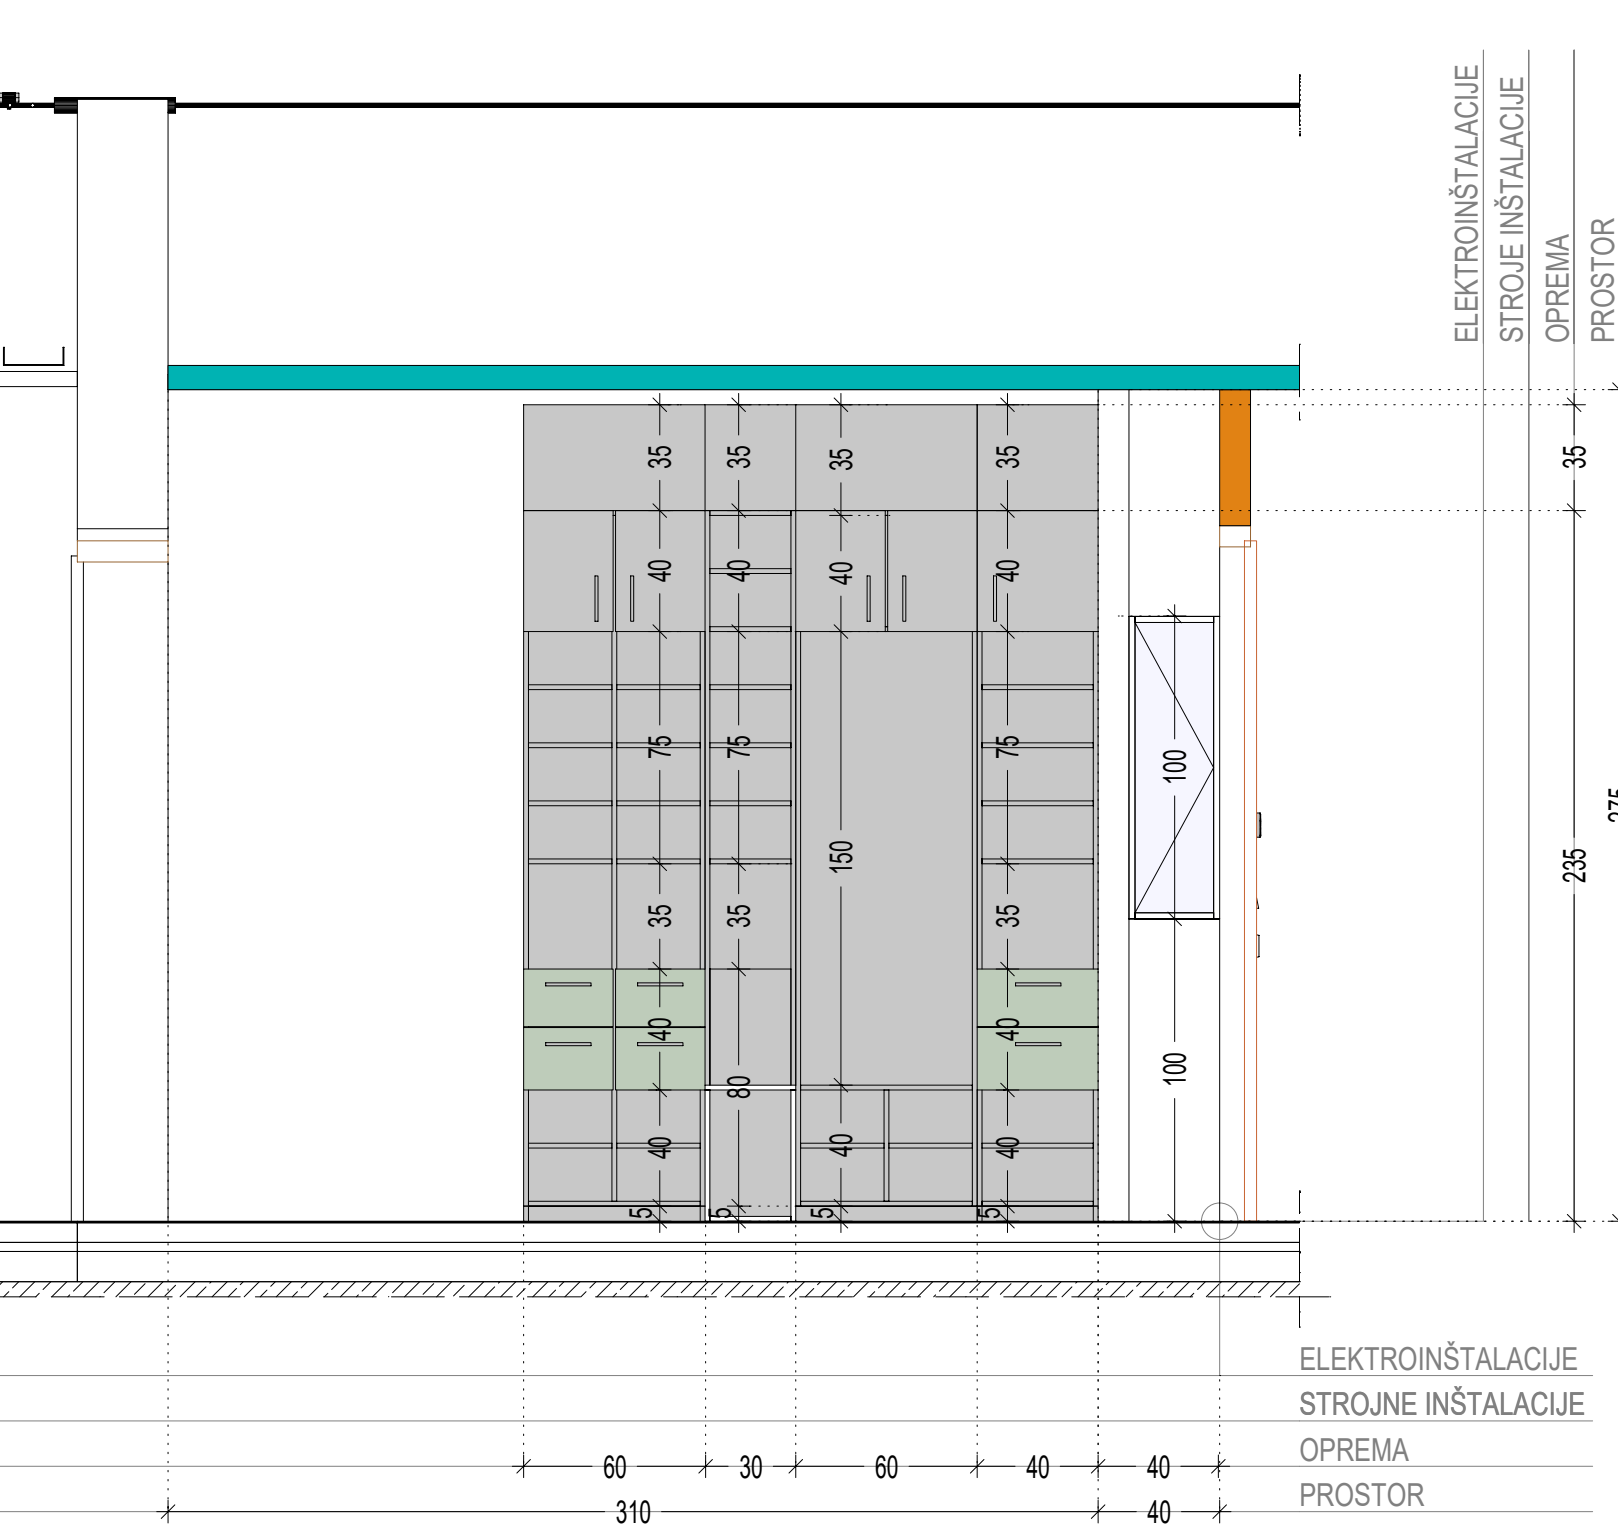 ELEKTROINŠTALACIJE
STROJE INŠTALACIJE
OPREMA
PROSTOR
35 35 35 35 35
40 40 40 40
75 75 75 100
150 235 275
35 35 35
40 40 100
80
40 40 40
5 5 5 5
ELEKTROINŠTALACIJE
STROJNE INŠTALACIJE
OPREMA
60 30 60 40 40
PROSTOR
310 40